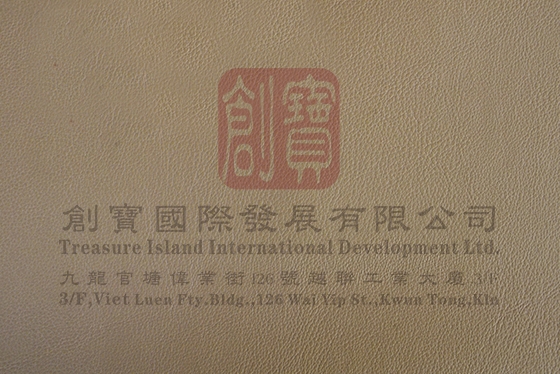 創寶
創寶國際發展有限公司
Treasure Island International Development Ltd.
九龍官塘偉業街126號越聯工業大廈3/F
3/F,Viet Luen Fty.Bldg.,126 Wai Yip St.,Kwun Tong,Kln